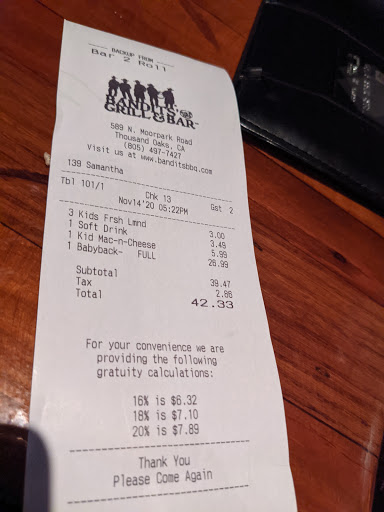 BACKUP FROM
Bar 2 Roll
BANDITS'
GRILL & BAR
589 N. Moorpark Road
Thousand Oaks, CA
(805) 497-7427
Visit us at www.banditsbbq.com
139 Samantha
Tbl 101/1 Chk 13 Gst 2
Nov14'20 05:22PM
3 Kids Frsh Lmnd 3.00
1 Soft Drink 3.49
1 Kid Mac-n-Cheese 5.99
1 Babyback- FULL 26.99
Subtotal 39.47
Tax 2.86
Total 42.33
For your convenience we are
providing the following
gratuity calculations:
16% is $6.32
18% is $7.10
20% is $7.89
Thank You
Please Come Again